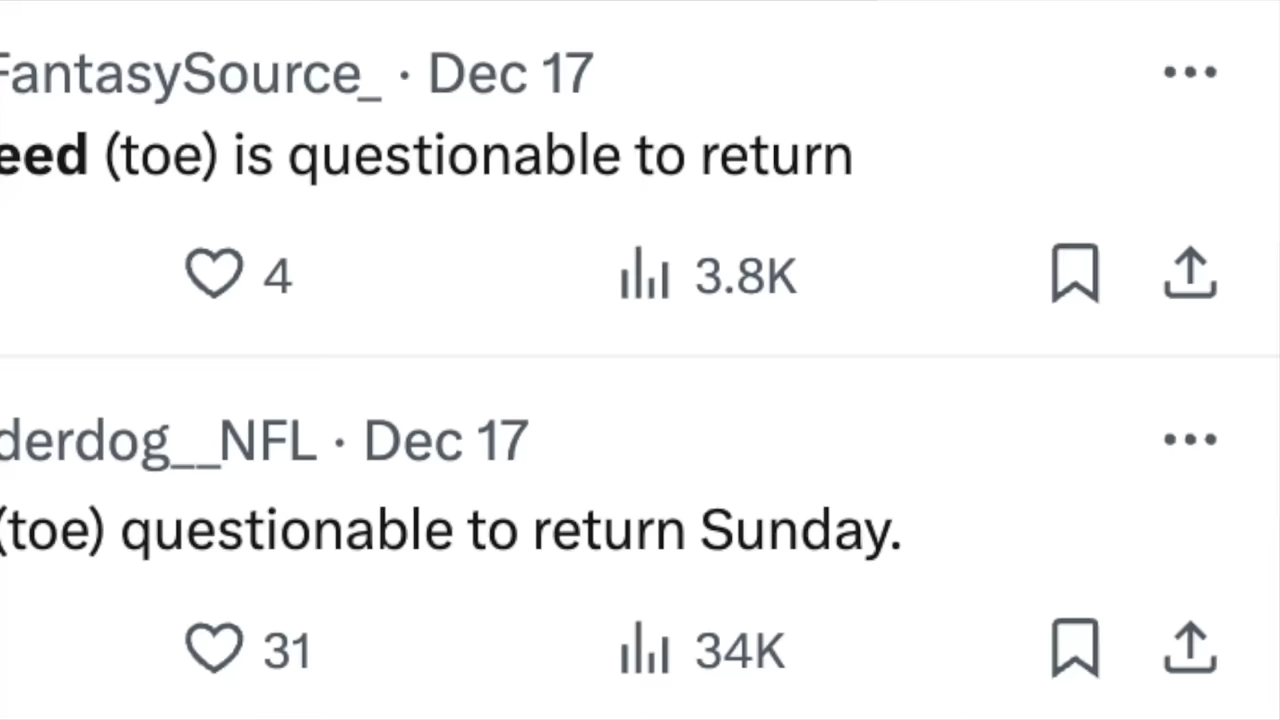 FantasySource_ · Dec 17
eed (toe) is questionable to return
4 3.8K
derdog__NFL · Dec 17
(toe) questionable to return Sunday.
31 34K